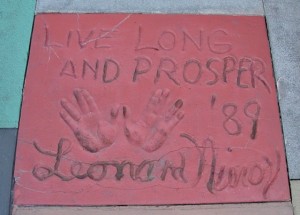 LIVE LONG
AND PROSPER
'89
Leonard Nimoy